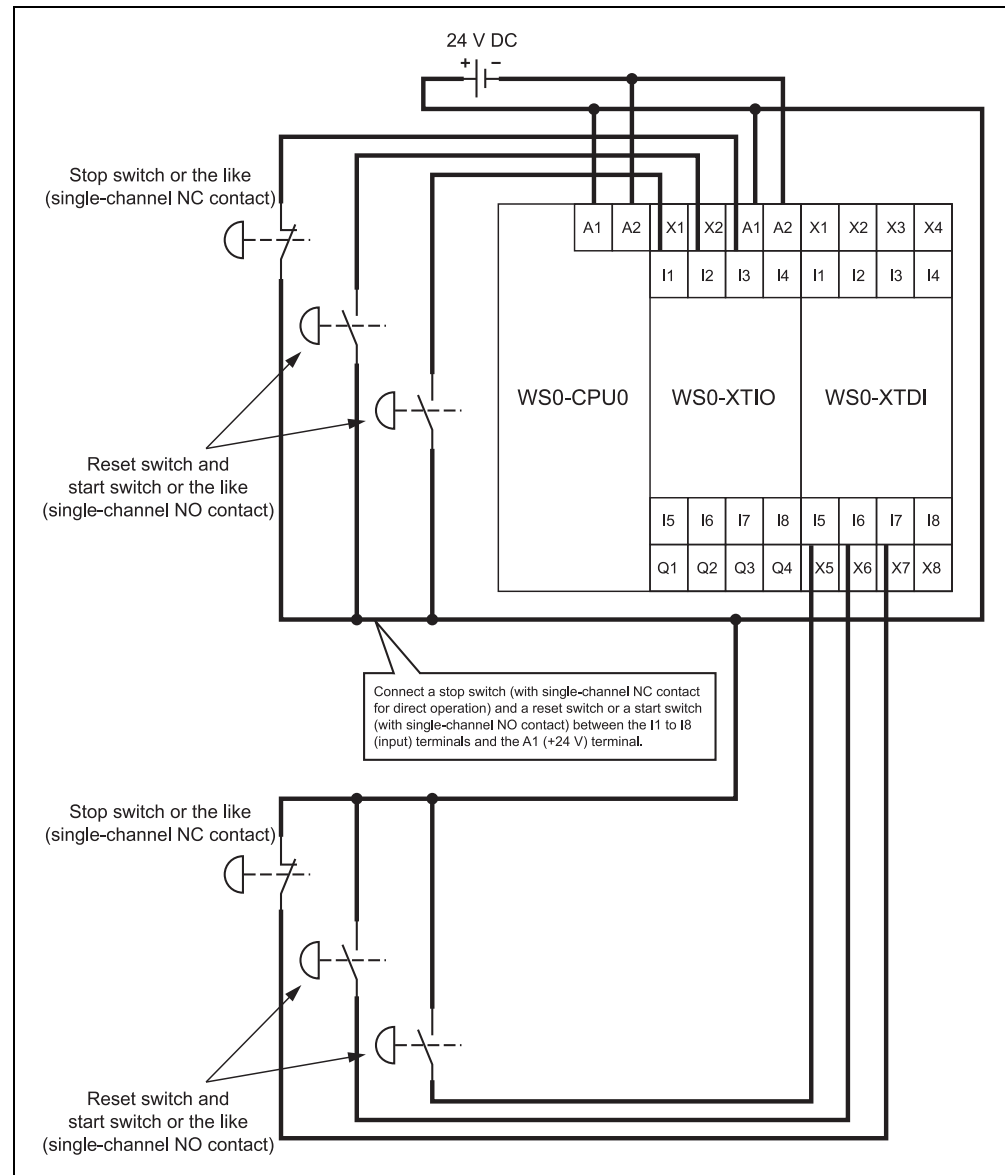 24 V DC
+ −
Stop switch or the like
(single-channel NC contact)
A1 A2 X1 X2 A1 A2 X1 X2 X3 X4
I1 I2 I3 I4 I1 I2 I3 I4
WS0-CPU0 WS0-XTIO WS0-XTDI
Reset switch and
start switch or the like
(single-channel NO contact)
I5 I6 I7 I8 I5 I6 I7 I8
Q1 Q2 Q3 Q4 X5 X6 X7 X8
Connect a stop switch (with single-channel NC contact
for direct operation) and a reset switch or a start switch
(with single-channel NO contact) between the I1 to I8
(input) terminals and the A1 (+24 V) terminal.
Stop switch or the like
(single-channel NC contact)
Reset switch and
start switch or the like
(single-channel NO contact)